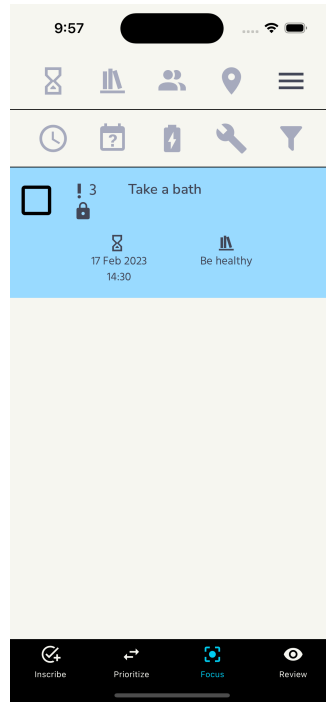 9:57
3
Take a bath
17 Feb 2023
14:30
Be healthy
Inscribe
Prioritize
Focus
Review